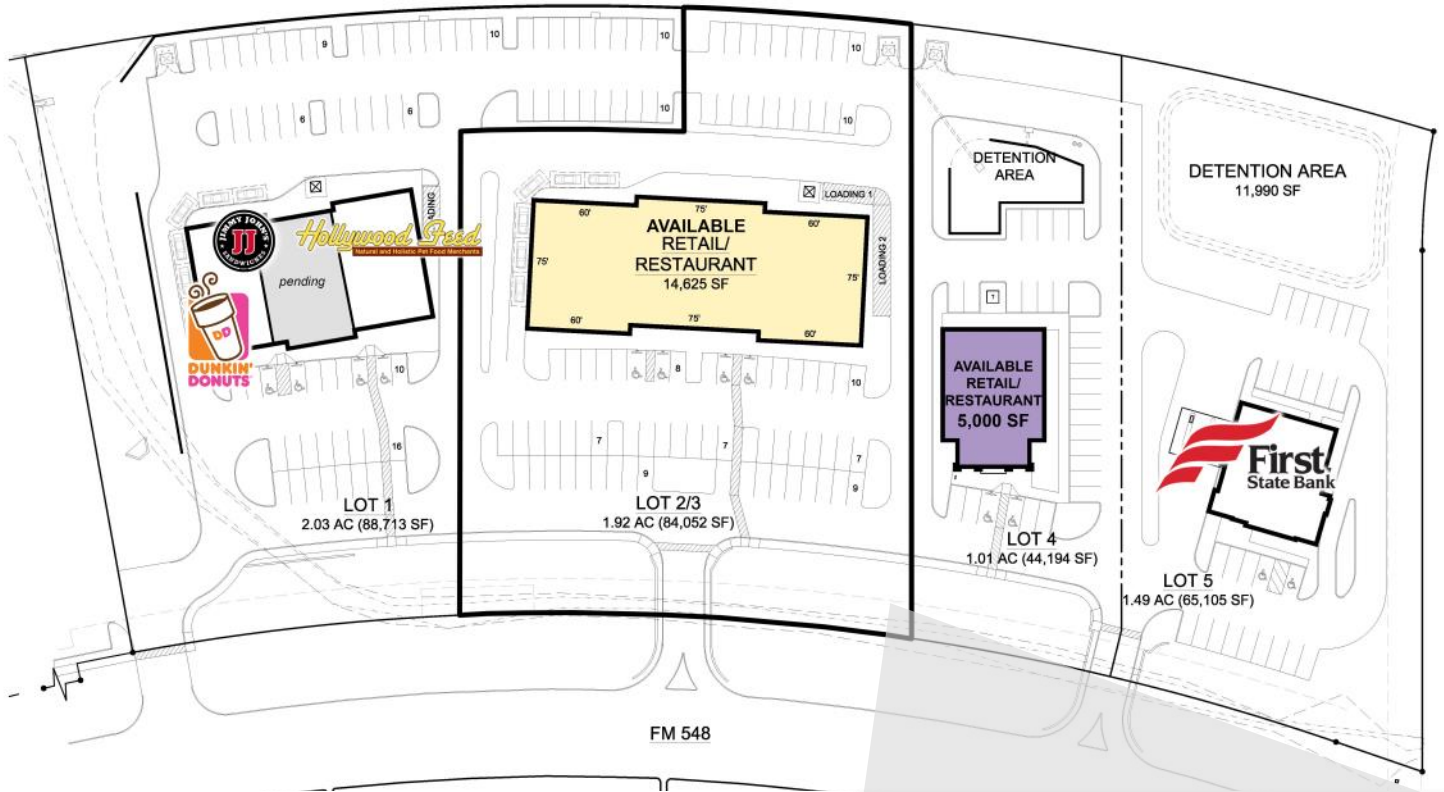 9
10
10
10
6
6
10
10
DETENTION
AREA
DETENTION AREA
11,990 SF
JIMMY JOHN'S
JJ
SANDWICHES
Hollywood Feed
Natural and Holistic Pet Food Merchants
pending
DD
DUNKIN'
DONUTS
LOADING 1
LOADING 2
60'
75'
60'
AVAILABLE
RETAIL/
RESTAURANT
14,625 SF
75'
75'
60'
75'
60'
10
8
10
AVAILABLE
RETAIL/
RESTAURANT
5,000 SF
First
State Bank
16
7
7
7
9
9
LOT 1
2.03 AC (88,713 SF)
LOT 2/3
1.92 AC (84,052 SF)
LOT 4
1.01 AC (44,194 SF)
LOT 5
1.49 AC (65,105 SF)
FM 548